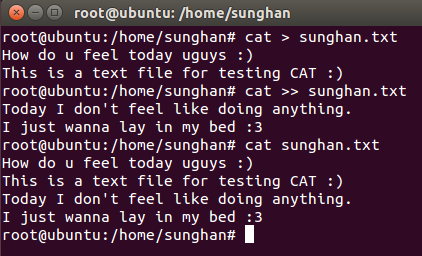 root@ubuntu: /home/sunghan
root@ubuntu:/home/sunghan# cat > sunghan.txt
How do u feel today uguys :)
This is a text file for testing CAT :)
root@ubuntu:/home/sunghan# cat >> sunghan.txt
Today I don't feel like doing anything.
I just wanna lay in my bed :3
root@ubuntu:/home/sunghan# cat sunghan.txt
How do u feel today uguys :)
This is a text file for testing CAT :)
Today I don't feel like doing anything.
I just wanna lay in my bed :3
root@ubuntu:/home/sunghan#